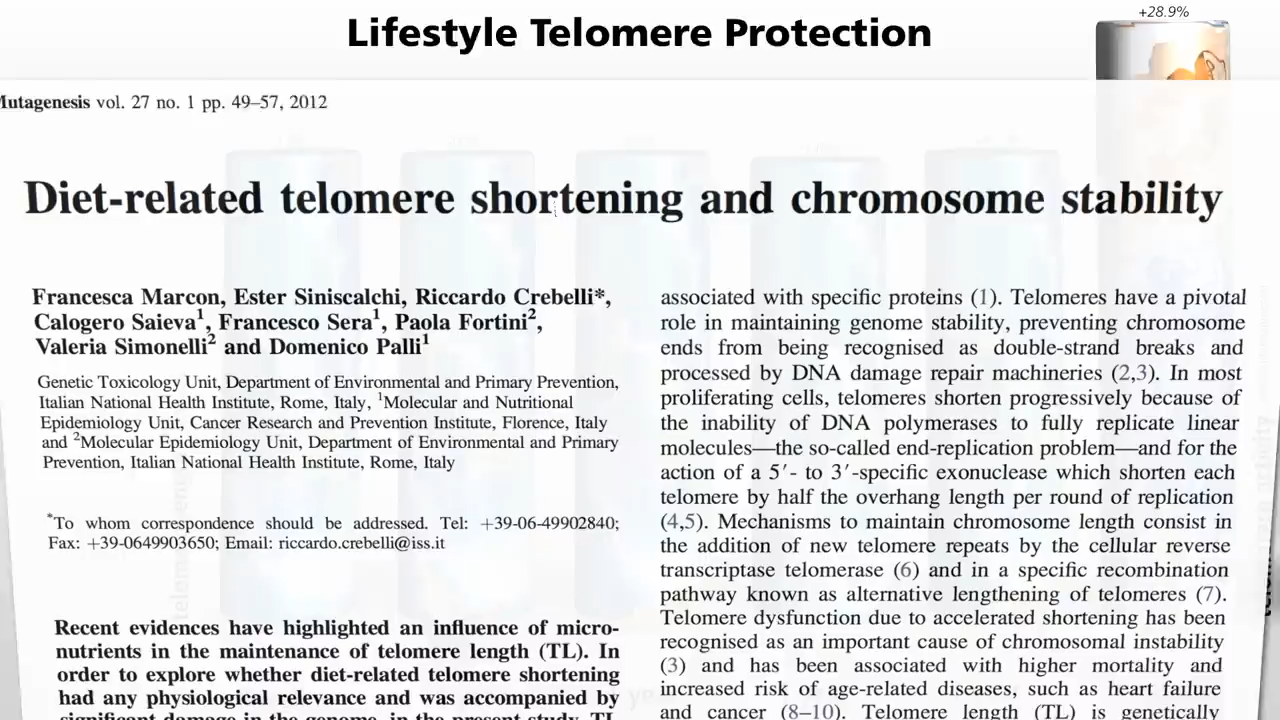 Lifestyle Telomere Protection
+28.9%
Mutagenesis vol. 27 no. 1 pp. 49–57, 2012
Diet-related telomere shortening and chromosome stability
Francesca Marcon, Ester Siniscalchi, Riccardo Crebelli*,
Calogero Saieva¹, Francesco Sera¹, Paola Fortini²,
Valeria Simonelli² and Domenico Palli¹
Genetic Toxicology Unit, Department of Environmental and Primary Prevention,
Italian National Health Institute, Rome, Italy, ¹Molecular and Nutritional
Epidemiology Unit, Cancer Research and Prevention Institute, Florence, Italy
and ²Molecular Epidemiology Unit, Department of Environmental and Primary
Prevention, Italian National Health Institute, Rome, Italy
*To whom correspondence should be addressed. Tel: +39-06-49902840;
Fax: +39-0649903650; Email: riccardo.crebelli@iss.it
Recent evidences have highlighted an influence of micro-
nutrients in the maintenance of telomere length (TL). In
order to explore whether diet-related telomere shortening
had any physiological relevance and was accompanied by
significant damage in the genome, in the present study, TL
associated with specific proteins (1). Telomeres have a pivotal
role in maintaining genome stability, preventing chromosome
ends from being recognised as double-strand breaks and
processed by DNA damage repair machineries (2,3). In most
proliferating cells, telomeres shorten progressively because of
the inability of DNA polymerases to fully replicate linear
molecules—the so-called end-replication problem—and for the
action of a 5′- to 3′-specific exonuclease which shorten each
telomere by half the overhang length per round of replication
(4,5). Mechanisms to maintain chromosome length consist in
the addition of new telomere repeats by the cellular reverse
transcriptase telomerase (6) and in a specific recombination
pathway known as alternative lengthening of telomeres (7).
Telomere dysfunction due to accelerated shortening has been
recognised as an important cause of chromosomal instability
(3) and has been associated with higher mortality and
increased risk of age-related diseases, such as heart failure
and cancer (8–10). Telomere length (TL) is genetically